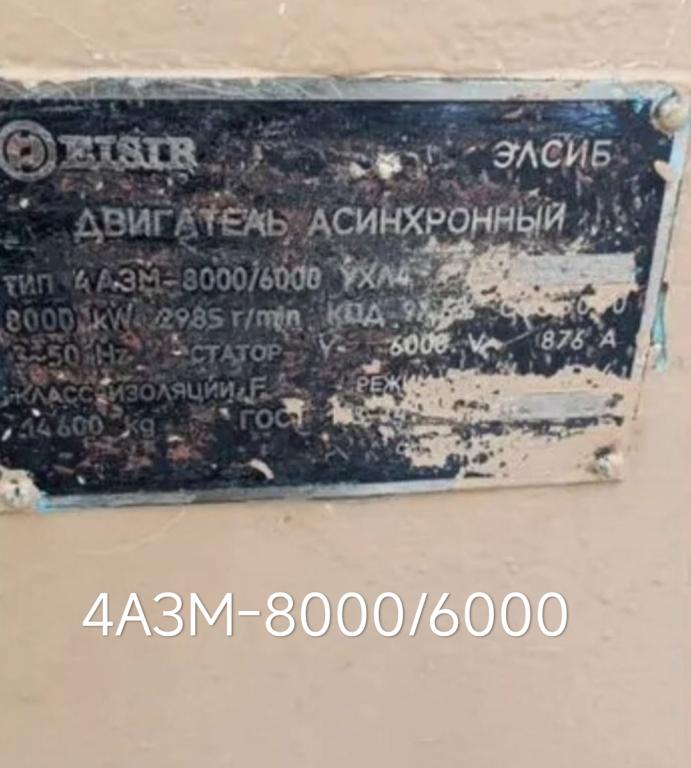 ELSIB ЭЛСИБ
ДВИГАТЕЛЬ АСИНХРОННЫЙ
ТИП 4АЗМ-8000/6000 УХЛ4
8000 kW 2985 r/min КПД
3~50 Hz СТАТОР Y 6000 V 876 A
КЛАСС ИЗОЛЯЦИИ F
14600 kg ГОСТ
4АЗМ-8000/6000